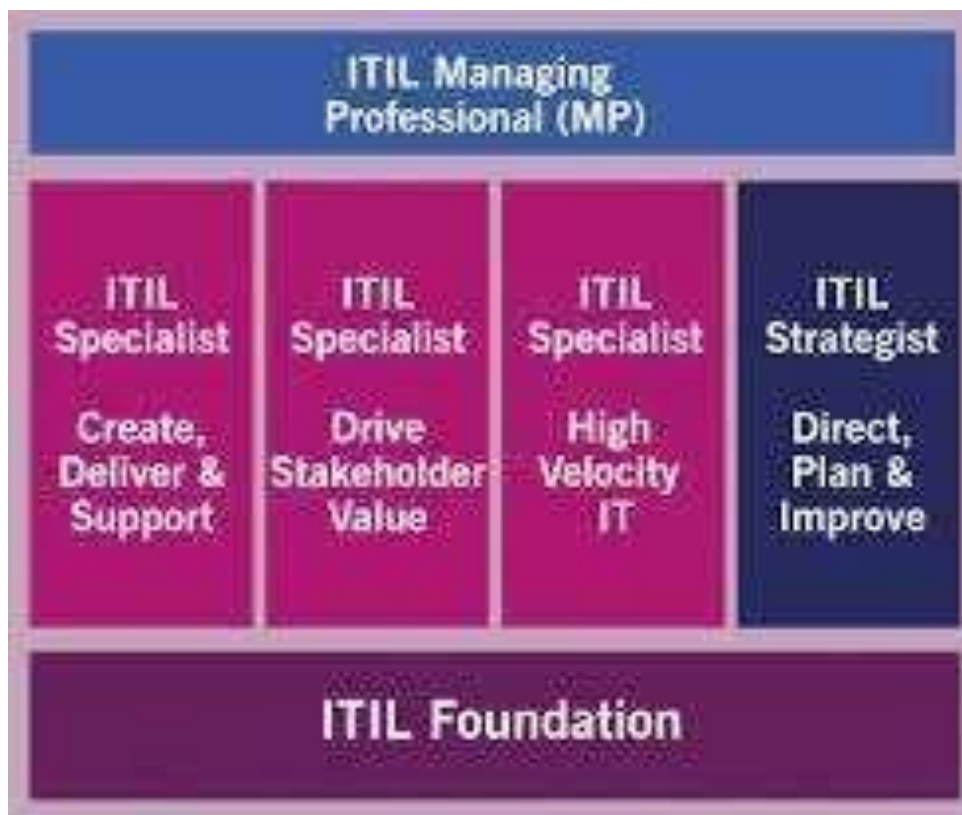 ITIL Managing
Professional (MP)
ITIL
Specialist
Create,
Deliver &
Support
ITIL
Specialist
Drive
Stakeholder
Value
ITIL
Specialist
High
Velocity
IT
ITIL
Strategist
Direct,
Plan &
Improve
ITIL Foundation